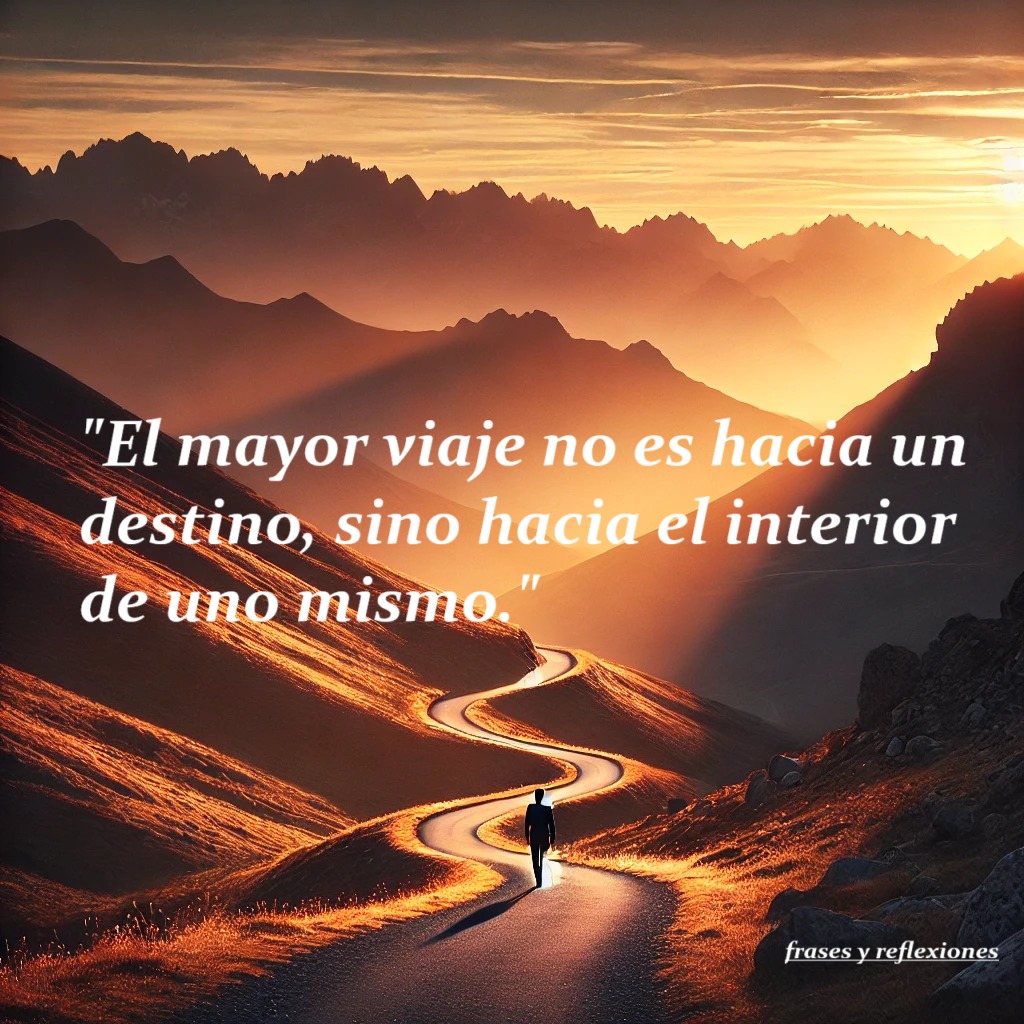 "El mayor viaje no es hacia un
destino, sino hacia el interior
de uno mismo."
frases y reflexiones